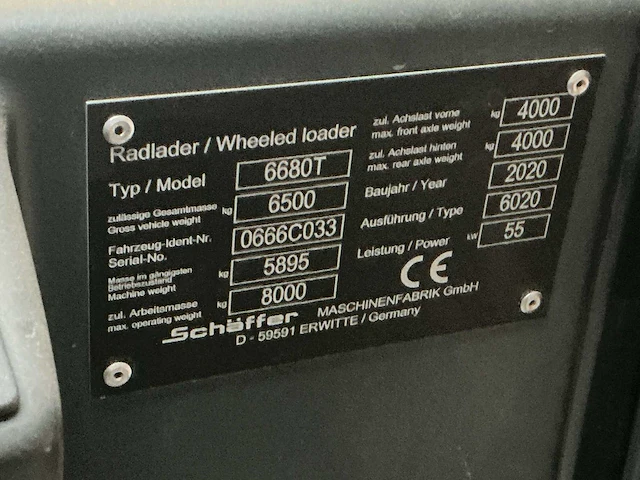 Radlader / Wheeled loader
Typ / Model 6680T
zulässige Gesamtmasse
Gross vehicle weight kg 6500
Fahrzeug-Ident-Nr.
Serial-No. 0666C033
Masse im gängigsten
Betriebszustand
Machine weight kg 5895
zul. Arbeitsmasse
max. operating weight kg 8000
zul. Achslast vorne
max. front axle weight kg 4000
zul. Achslast hinten
max. rear axle weight kg 4000
Baujahr / Year 2020
Ausführung / Type 6020
Leistung / Power kW 55
CE
Schäffer MASCHINENFABRIK GmbH
D - 59591 ERWITTE / Germany